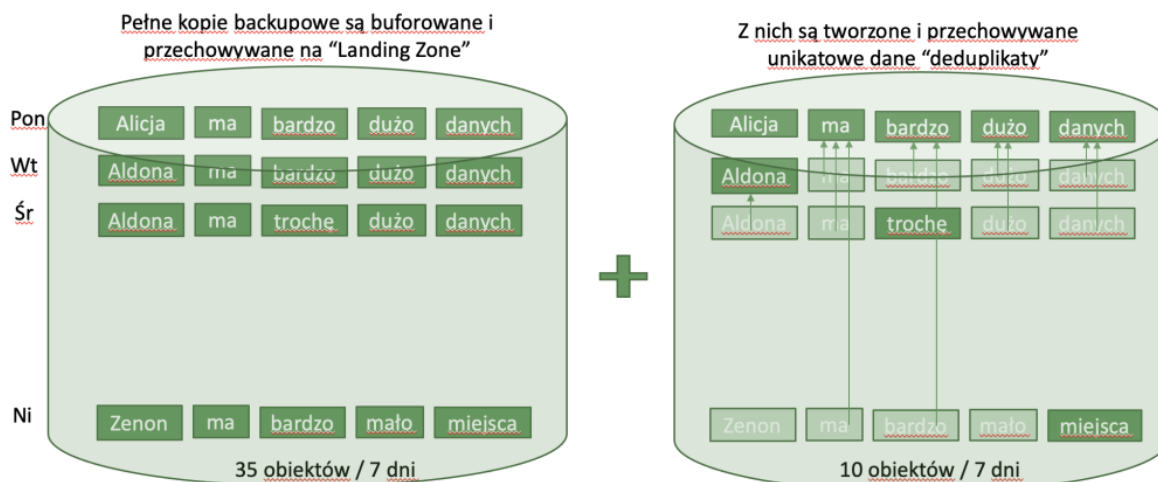 Pełne kopie backupowe są buforowane i
przechowywane na “Landing Zone”
Z nich są tworzone i przechowywane
unikatowe dane “deduplikaty”
Pon
Alicja ma bardzo dużo danych
Alicja ma bardzo dużo danych
Wt
Aldona ma bardzo dużo danych
Aldona ma bardzo dużo danych
Śr
Aldona ma trochę dużo danych
Aldona ma trochę dużo danych
Ni
Zenon ma bardzo mało miejsca
Zenon ma bardzo mało miejsca
35 obiektów / 7 dni
10 obiektów / 7 dni